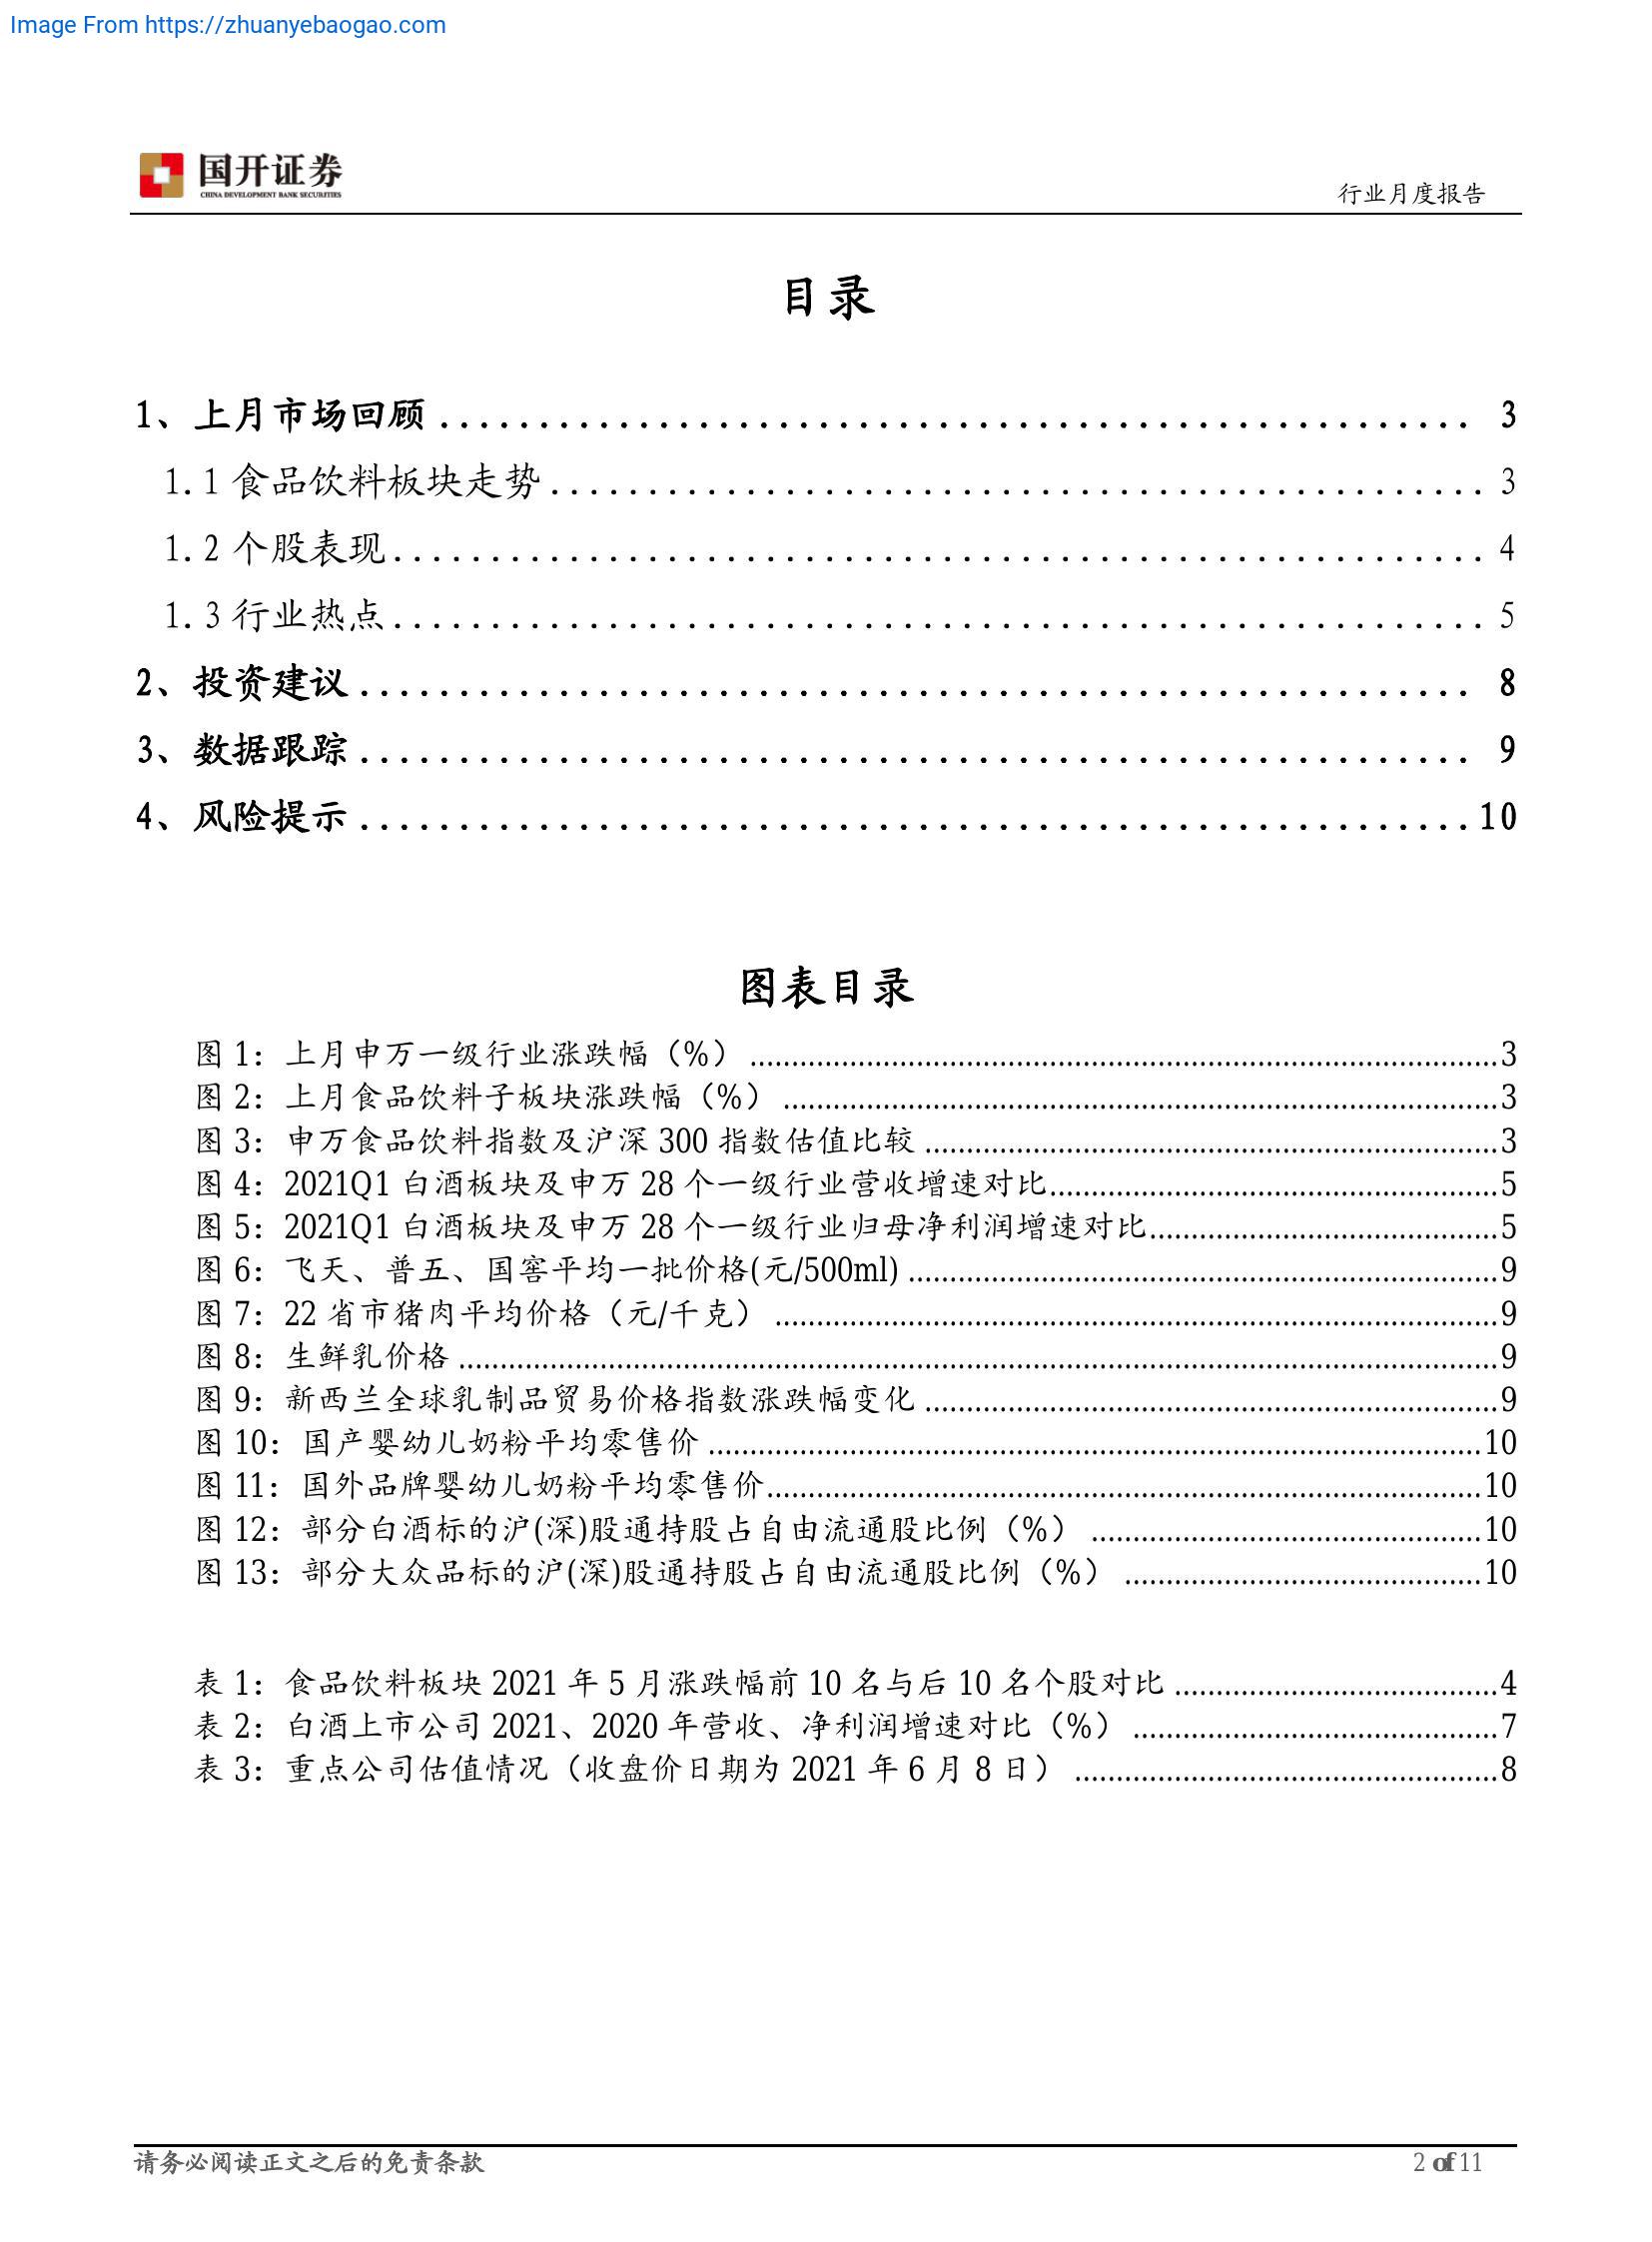 Image From https://zhuanyebaogao.com
国开证券
CHINA DEVELOPMENT BANK SECURITIES
行业月度报告
目录
1、上月市场回顾 .................................................... 3
1.1 食品饮料板块走势 ................................................ 3
1.2 个股表现 ........................................................ 4
1.3 行业热点 ........................................................ 5
2、投资建议 ........................................................ 8
3、数据跟踪 ........................................................ 9
4、风险提示 ........................................................ 10
图表目录
图 1：上月申万一级行业涨跌幅（%） ........................................ 3
图 2：上月食品饮料子板块涨跌幅（%） ...................................... 3
图 3：申万食品饮料指数及沪深 300 指数估值比较 ............................ 3
图 4：2021Q1 白酒板块及申万 28 个一级行业营收增速对比 .................... 5
图 5：2021Q1 白酒板块及申万 28 个一级行业归母净利润增速对比 .............. 5
图 6：飞天、普五、国窖平均一批价格(元/500ml) ............................ 9
图 7：22 省市猪肉平均价格（元/千克） ..................................... 9
图 8：生鲜乳价格 ........................................................ 9
图 9：新西兰全球乳制品贸易价格指数涨跌幅变化 ............................ 9
图 10：国产婴幼儿奶粉平均零售价 ......................................... 10
图 11：国外品牌婴幼儿奶粉平均零售价 ..................................... 10
图 12：部分白酒标的沪(深)股通持股占自由流通股比例（%） .................. 10
图 13：部分大众品标的沪(深)股通持股占自由流通股比例（%） ................ 10
表 1：食品饮料板块 2021 年 5 月涨跌幅前 10 名与后 10 名个股对比 ............ 4
表 2：白酒上市公司 2021、2020 年营收、净利润增速对比（%） ................ 7
表 3：重点公司估值情况（收盘价日期为 2021 年 6 月 8 日） .................. 8
请务必阅读正文之后的免责条款
2 of 11